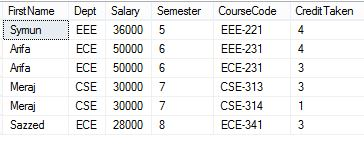 FirstName Dept Salary Semester CourseCode CreditTaken
Symun EEE 36000 5 EEE-221 4
Arifa ECE 50000 6 EEE-231 4
Arifa ECE 50000 6 ECE-231 3
Meraj CSE 30000 7 CSE-313 3
Meraj CSE 30000 7 CSE-314 1
Sazzed ECE 28000 8 ECE-341 3